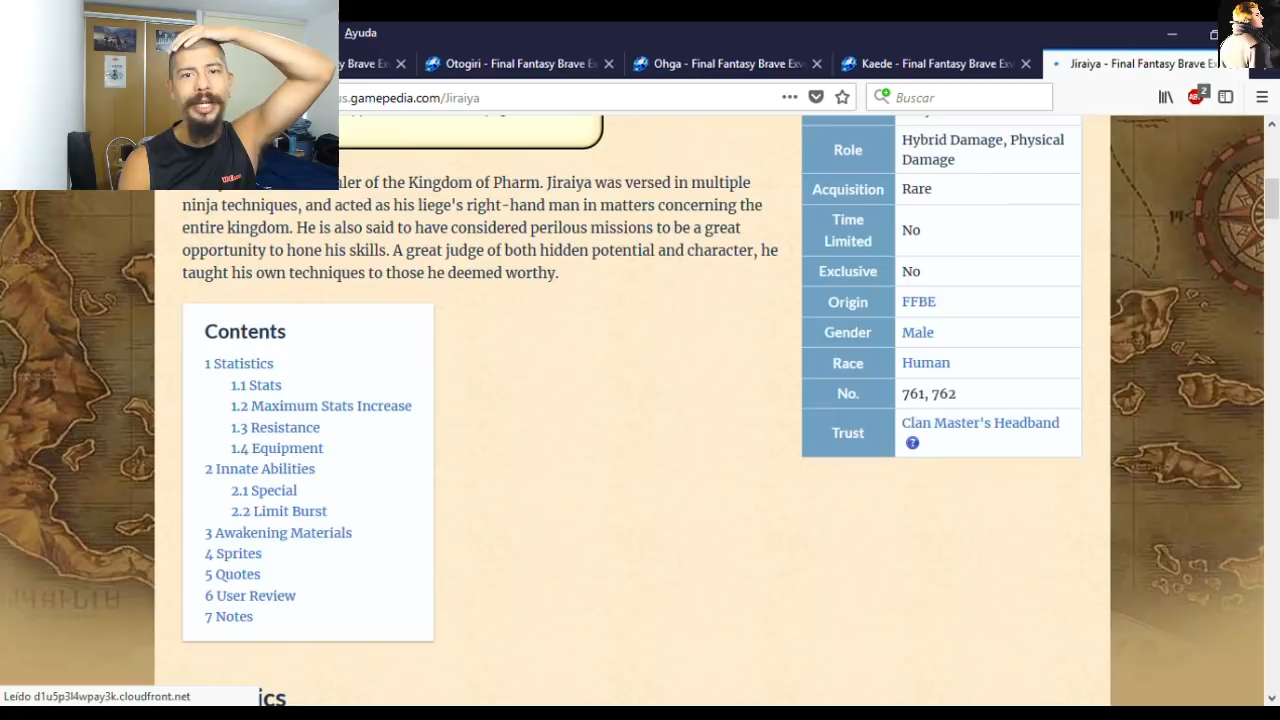 Ayuda
Otogiri - Final Fantasy Brave Ex
Ohga - Final Fantasy Brave Exv
Kaede - Final Fantasy Brave Exv
Jiraiya - Final Fantasy Brave Ex
.gamepedia.com/Jiraiya
Buscar
2
Role
Hybrid Damage, Physical
Damage
Acquisition
Rare
Time
Limited
No
Exclusive
No
Origin
FFBE
Gender
Male
Race
Human
No.
761, 762
Trust
Clan Master's Headband
?
of the Kingdom of Pharm. Jiraiya was versed in multiple
ninja techniques, and acted as his liege's right-hand man in matters concerning the
entire kingdom. He is also said to have considered perilous missions to be a great
opportunity to hone his skills. A great judge of both hidden potential and character, he
taught his own techniques to those he deemed worthy.
Contents
1 Statistics
1.1 Stats
1.2 Maximum Stats Increase
1.3 Resistance
1.4 Equipment
2 Innate Abilities
2.1 Special
2.2 Limit Burst
3 Awakening Materials
4 Sprites
5 Quotes
6 User Review
7 Notes
ics
Leído d1u5p3l4wpay3k.cloudfront.net